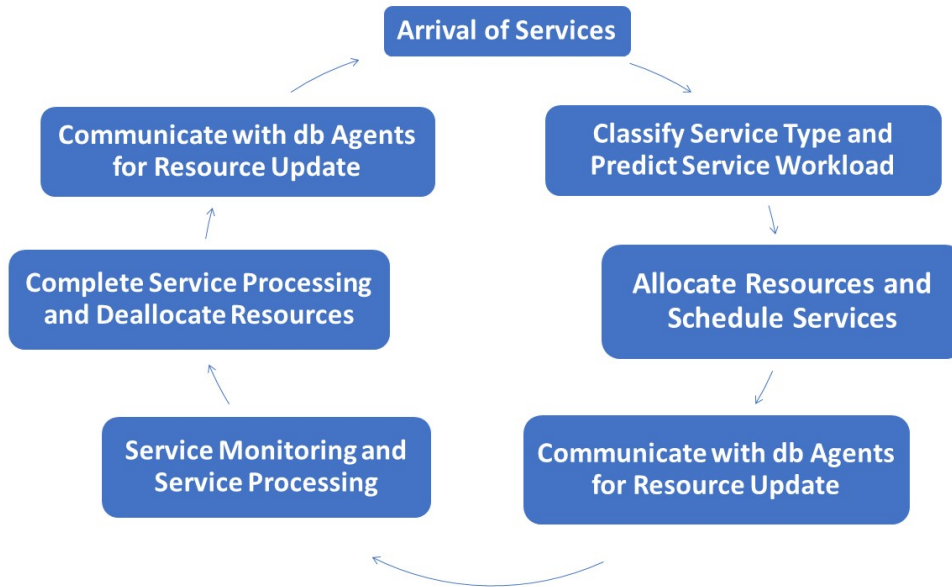 Arrival of Services
Classify Service Type and
Predict Service Workload
Allocate Resources and
Schedule Services
Communicate with db Agents
for Resource Update
Service Monitoring and
Service Processing
Complete Service Processing
and Deallocate Resources
Communicate with db Agents
for Resource Update